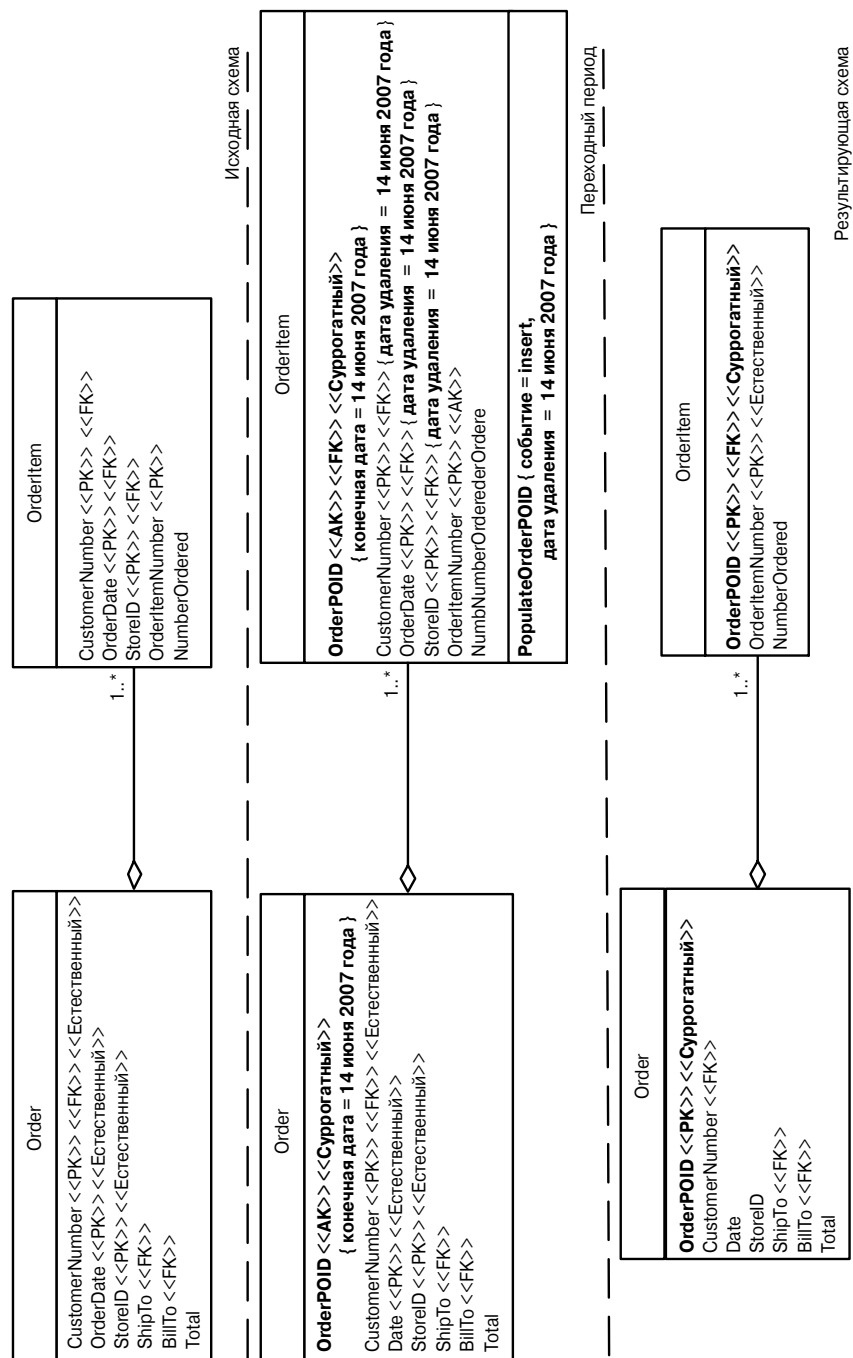 Order
CustomerNumber <<PK>> <<FK>> <<Естественный>>
OrderDate <<PK>> <<Естественный>>
StoreID <<PK>> <<Естественный>>
ShipTo <<FK>>
BillTo <<FK>>
Total
1..*
OrderItem
CustomerNumber <<PK>> <<FK>>
OrderDate <<PK>> <<FK>>
StoreID <<PK>> <<FK>>
OrderItemNumber <<PK>>
NumberOrdered
Исходная схема
Order
OrderPOID <<AK>> <<Суррогатный>>
{ конечная дата = 14 июня 2007 года }
CustomerNumber <<PK>> <<FK>> <<Естественный>>
Date <<PK>> <<Естественный>>
StoreID <<PK>> <<Естественный>>
ShipTo <<FK>>
BillTo <<FK>>
Total
1..*
OrderItem
OrderPOID <<AK>> <<FK>> <<Суррогатный>>
{ конечная дата = 14 июня 2007 года }
CustomerNumber <<PK>> <<FK>> { дата удаления = 14 июня 2007 года }
OrderDate <<PK>> <<FK>> { дата удаления = 14 июня 2007 года }
StoreID <<PK>> <<FK>> { дата удаления = 14 июня 2007 года }
OrderItemNumber <<PK>> <<AK>>
NumbNumberOrderederOrdere
PopulateOrderPOID { событие = insert,
дата удаления = 14 июня 2007 года }
Переходный период
Order
OrderPOID <<PK>> <<Суррогатный>>
CustomerNumber <<FK>>
Date
StoreID
ShipTo <<FK>>
BillTo <<FK>>
Total
1..*
OrderItem
OrderPOID <<PK>> <<FK>> <<Суррогатный>>
OrderItemNumber <<PK>> <<Естественный>>
NumberOrdered
Результирующая схема